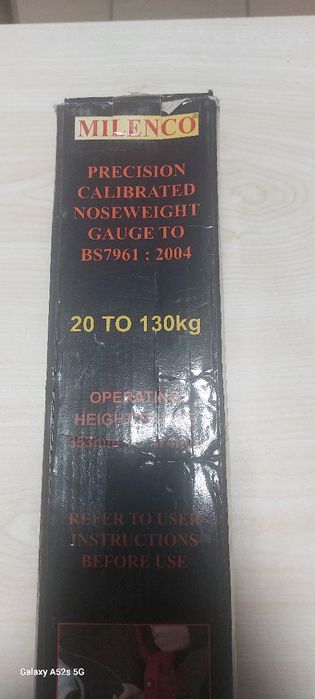 MILENCO®
PRECISION
CALIBRATED
NOSEWEIGHT
GAUGE TO
BS7961 : 2004
20 TO 130kg
OPERATING
HEIGHT
REFER TO USER
INSTRUCTIONS
BEFORE USE
Galaxy A52s 5G